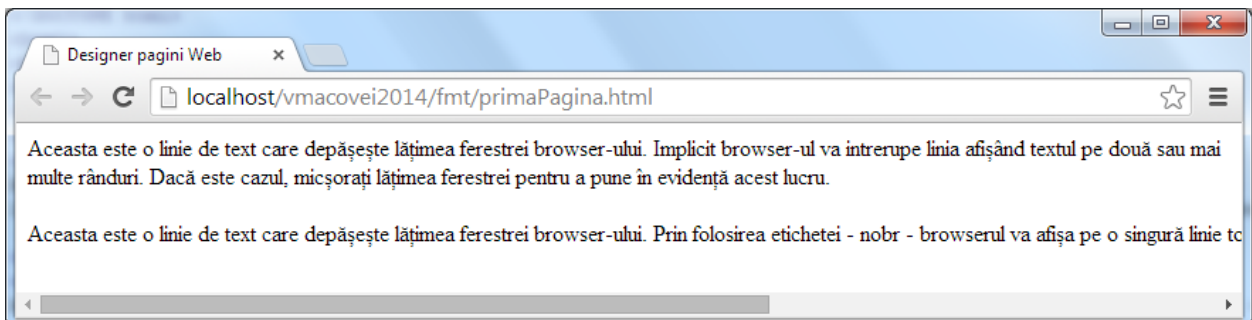 Designer pagini Web
localhost/vmacovei2014/fmt/primaPagina.html
Aceasta este o linie de text care depășește lățimea ferestrei browser-ului. Implicit browser-ul va intrerupe linia afișând textul pe două sau mai
multe rânduri. Dacă este cazul, micșorați lățimea ferestrei pentru a pune în evidență acest lucru.
Aceasta este o linie de text care depășește lățimea ferestrei browser-ului. Prin folosirea etichetei - nobr - browserul va afișa pe o singură linie